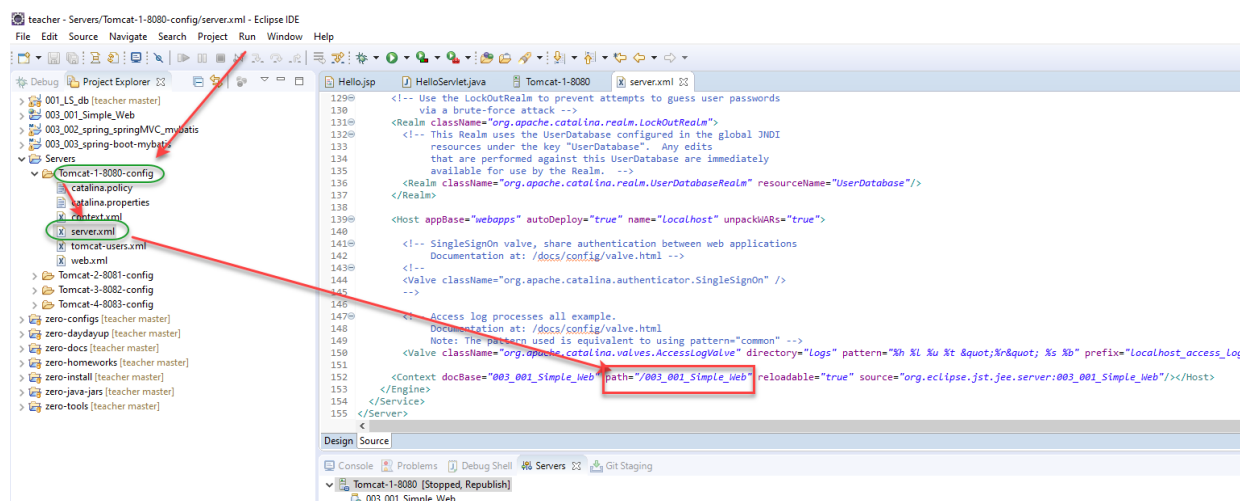 teacher - Servers/Tomcat-1-8080-config/server.xml - Eclipse IDE
File Edit Source Navigate Search Project Run Window Help
Debug Project Explorer
001_LS_db [teacher master]
003_001_Simple_Web
003_002_spring_springMVC_mybatis
003_003_spring-boot-mybatis
Servers
Tomcat-1-8080-config
catalina.policy
catalina.properties
context.xml
server.xml
tomcat-users.xml
web.xml
Tomcat-2-8081-config
Tomcat-3-8082-config
Tomcat-4-8083-config
zero-configs [teacher master]
zero-daydayup [teacher master]
zero-docs [teacher master]
zero-homeworks [teacher master]
zero-install [teacher master]
zero-java-jars [teacher master]
zero-tools [teacher master]
Hello.jsp HelloServlet.java Tomcat-1-8080 server.xml
129 <!-- Use the LockOutRealm to prevent attempts to guess user passwords
130 via a brute-force attack -->
131 <Realm className="org.apache.catalina.realm.LockOutRealm">
132 <!-- This Realm uses the UserDatabase configured in the global JNDI
133 resources under the key "UserDatabase". Any edits
134 that are performed against this UserDatabase are immediately
135 available for use by the Realm. -->
136 <Realm className="org.apache.catalina.realm.UserDatabaseRealm" resourceName="UserDatabase"/>
137 </Realm>
138
139 <Host appBase="webapps" autoDeploy="true" name="localhost" unpackWARs="true">
140
141 <!-- SingleSignOn valve, share authentication between web applications
142 Documentation at: /docs/config/valve.html -->
143 <!--
144 <Valve className="org.apache.catalina.authenticator.SingleSignOn" />
145 -->
146
147 <!-- Access log processes all example.
148 Documentation at: /docs/config/valve.html
149 Note: The pattern used is equivalent to using pattern="common" -->
150 <Valve className="org.apache.catalina.valves.AccessLogValve" directory="logs" pattern="%h %l %u %t &quot;%r&quot; %s %b" prefix="localhost_access_log
151
152 <Context docBase="003_001_Simple_Web" path="/003_001_Simple_Web" reloadable="true" source="org.eclipse.jst.jee.server:003_001_Simple_Web"/></Host>
153 </Engine>
154 </Service>
155 </Server>
Design Source
Console Problems Debug Shell Servers Git Staging
Tomcat-1-8080 [Stopped, Republish]
003_001_Simple_Web